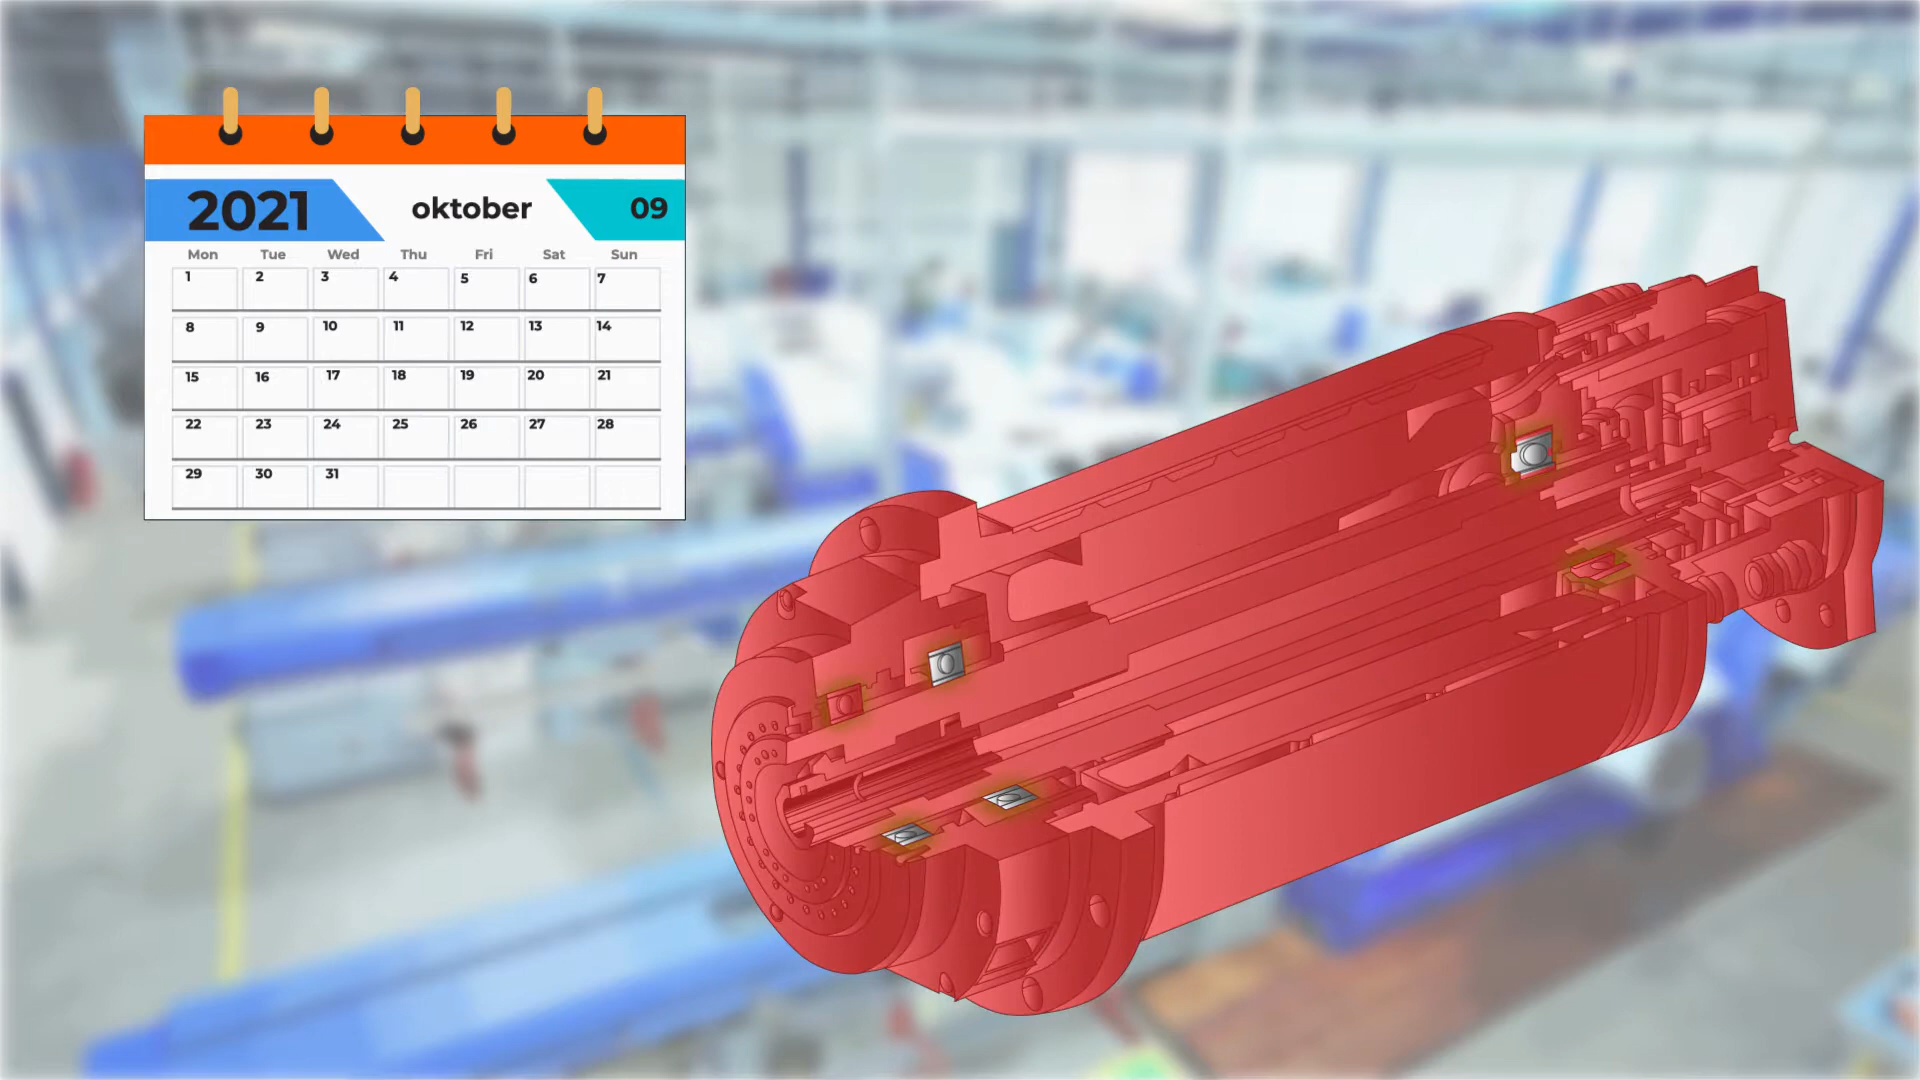 2021 oktober 09
Mon Tue Wed Thu Fri Sat Sun
1 2 3 4 5 6 7
8 9 10 11 12 13 14
15 16 17 18 19 20 21
22 23 24 25 26 27 28
29 30 31